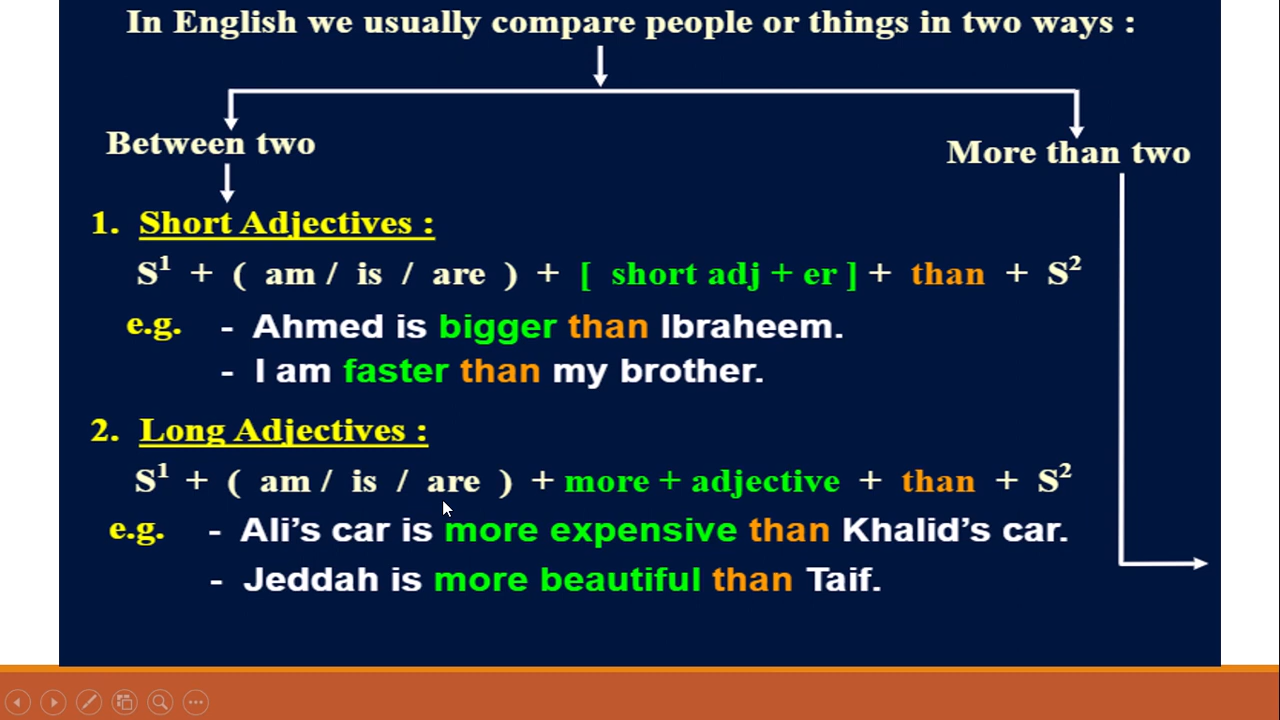 In English we usually compare people or things in two ways :
Between two
More than two
1. Short Adjectives :
S¹ + ( am / is / are ) + [ short adj + er ] + than + S²
e.g. - Ahmed is bigger than Ibraheem.
- I am faster than my brother.
2. Long Adjectives :
S¹ + ( am / is / are ) + more + adjective + than + S²
e.g. - Ali’s car is more expensive than Khalid’s car.
- Jeddah is more beautiful than Taif.